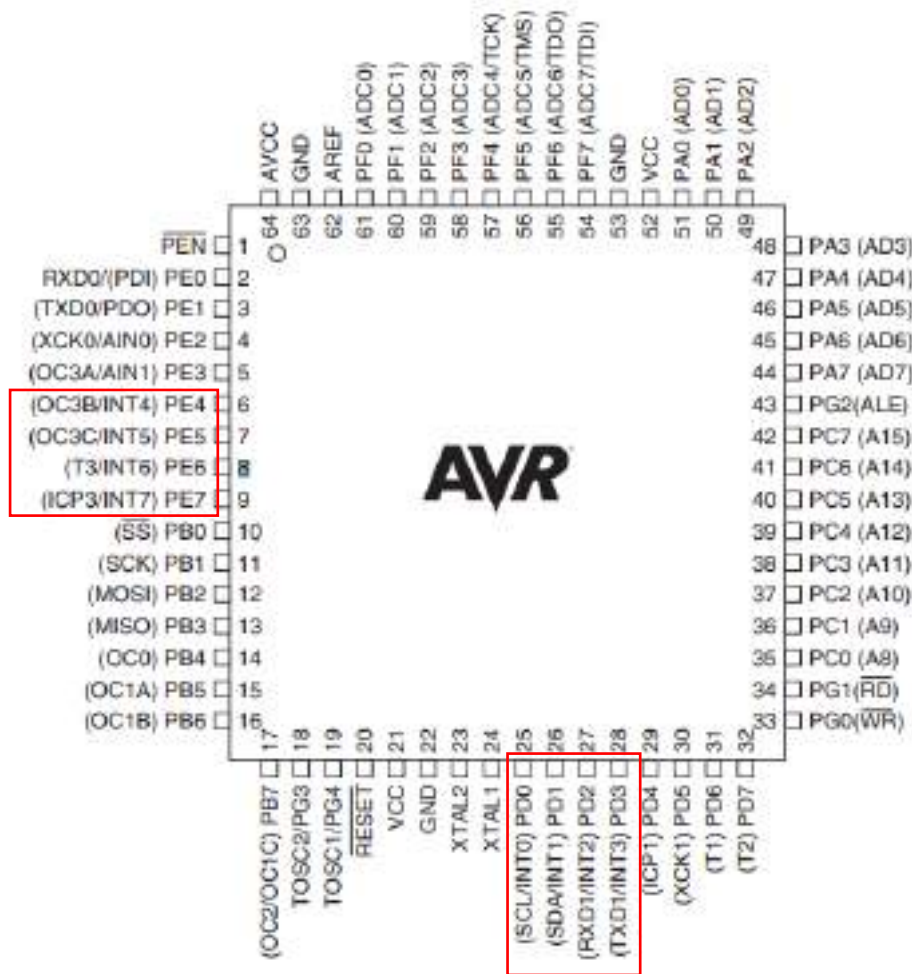 AVCC
GND
AREF
PF0 (ADC0)
PF1 (ADC1)
PF2 (ADC2)
PF3 (ADC3)
PF4 (ADC4/TCK)
PF5 (ADC5/TMS)
PF6 (ADC6/TDO)
PF7 (ADC7/TDI)
GND
VCC
PA0 (AD0)
PA1 (AD1)
PA2 (AD2)
64
63
62
61
60
59
58
57
56
55
54
53
52
51
50
49
PEN 1
RXD0/(PDI) PE0 2
(TXD0/PDO) PE1 3
(XCK0/AIN0) PE2 4
(OC3A/AIN1) PE3 5
(OC3B/INT4) PE4 6
(OC3C/INT5) PE5 7
(T3/INT6) PE6 8
(ICP3/INT7) PE7 9
(SS) PB0 10
(SCK) PB1 11
(MOSI) PB2 12
(MISO) PB3 13
(OC0) PB4 14
(OC1A) PB5 15
(OC1B) PB6 16
AVR
48 PA3 (AD3)
47 PA4 (AD4)
46 PA5 (AD5)
45 PA6 (AD6)
44 PA7 (AD7)
43 PG2(ALE)
42 PC7 (A15)
41 PC6 (A14)
40 PC5 (A13)
39 PC4 (A12)
38 PC3 (A11)
37 PC2 (A10)
36 PC1 (A9)
35 PC0 (A8)
34 PG1(RD)
33 PG0(WR)
17
18
19
20
21
22
23
24
25
26
27
28
29
30
31
32
(OC2/OC1C) PB7
TOSC2/PG3
TOSC1/PG4
RESET
VCC
GND
XTAL2
XTAL1
(SCL/INT0) PD0
(SDA/INT1) PD1
(RXD1/INT2) PD2
(TXD1/INT3) PD3
(ICP1) PD4
(XCK1) PD5
(T1) PD6
(T2) PD7